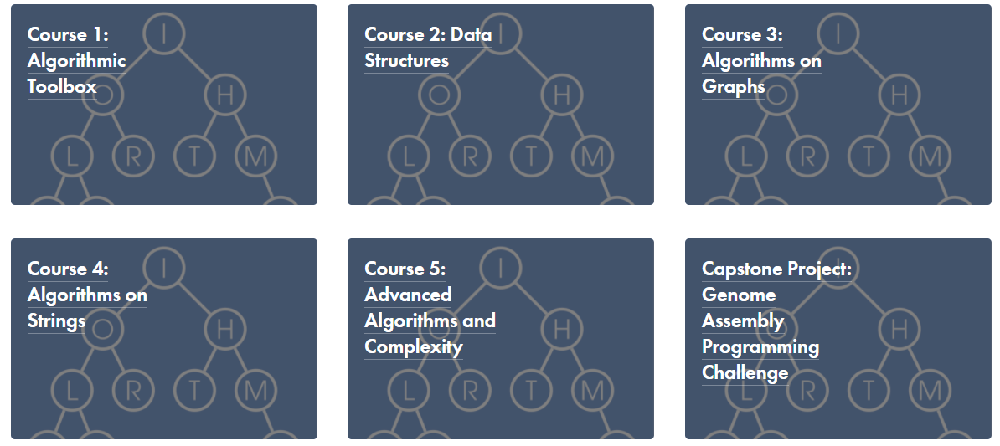 Course 1:
Algorithmic
Toolbox
I
O
H
L
R
T
M
Course 2: Data
Structures
I
O
H
L
R
T
M
Course 3:
Algorithms on
Graphs
I
O
H
L
R
T
M
Course 4:
Algorithms on
Strings
I
O
H
L
R
T
M
Course 5:
Advanced
Algorithms and
Complexity
I
O
H
L
R
T
M
Capstone Project:
Genome
Assembly
Programming
Challenge
I
O
H
L
R
T
M